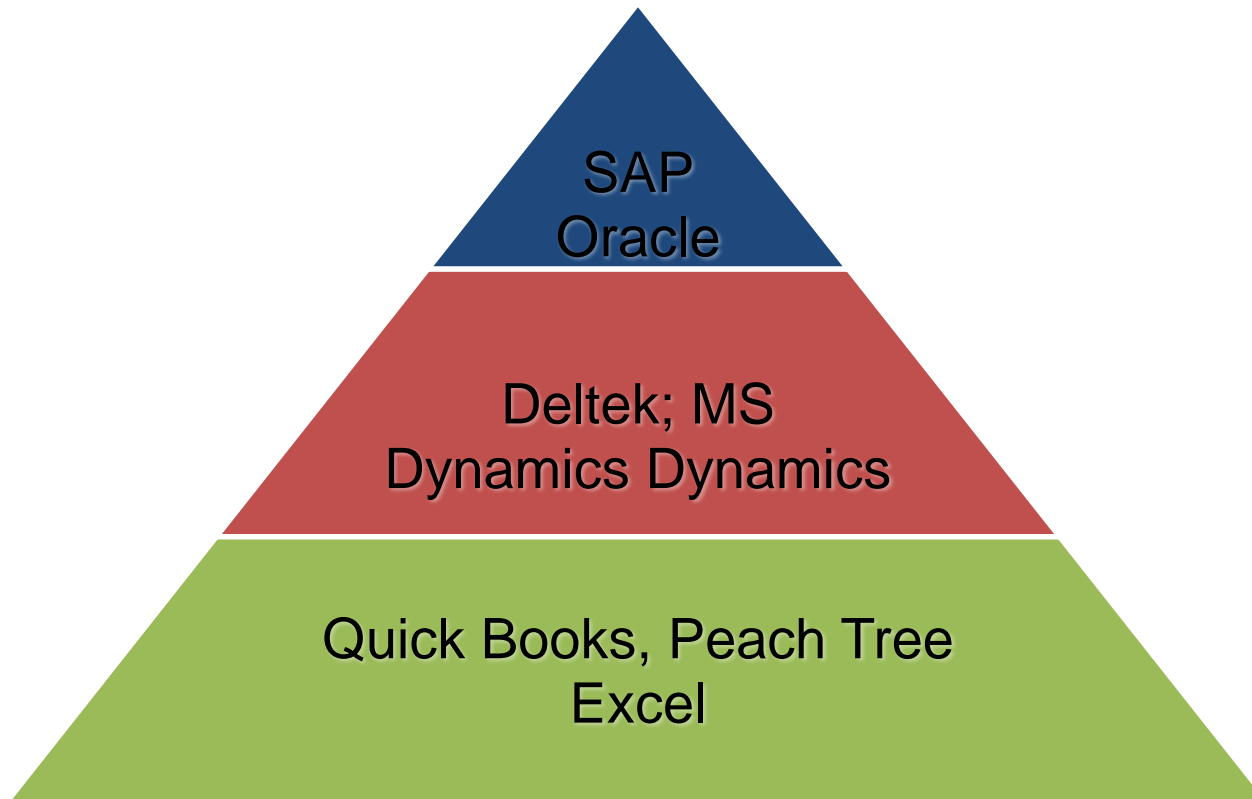 SAP
Oracle
Deltek; MS
Dynamics Dynamics
Quick Books, Peach Tree
Excel